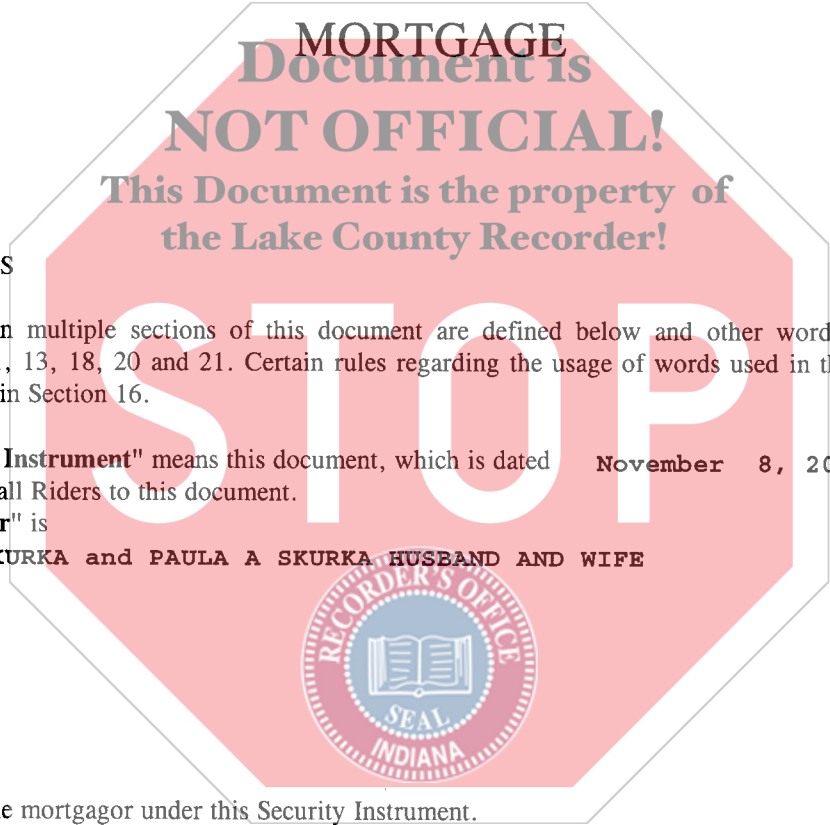 MORTGAGE
Document is
NOT OFFICIAL!
This Document is the property of
the Lake County Recorder!
S
n multiple sections of this document are defined below and other word
, 13, 18, 20 and 21. Certain rules regarding the usage of words used in t
in Section 16.
STOP
Instrument" means this document, which is dated November 8, 20
all Riders to this document.
r" is
KURKA and PAULA A SKURKA HUSBAND AND WIFE
RECORDER'S OFFICE
SEAL
INDIANA
e mortgagor under this Security Instrument.